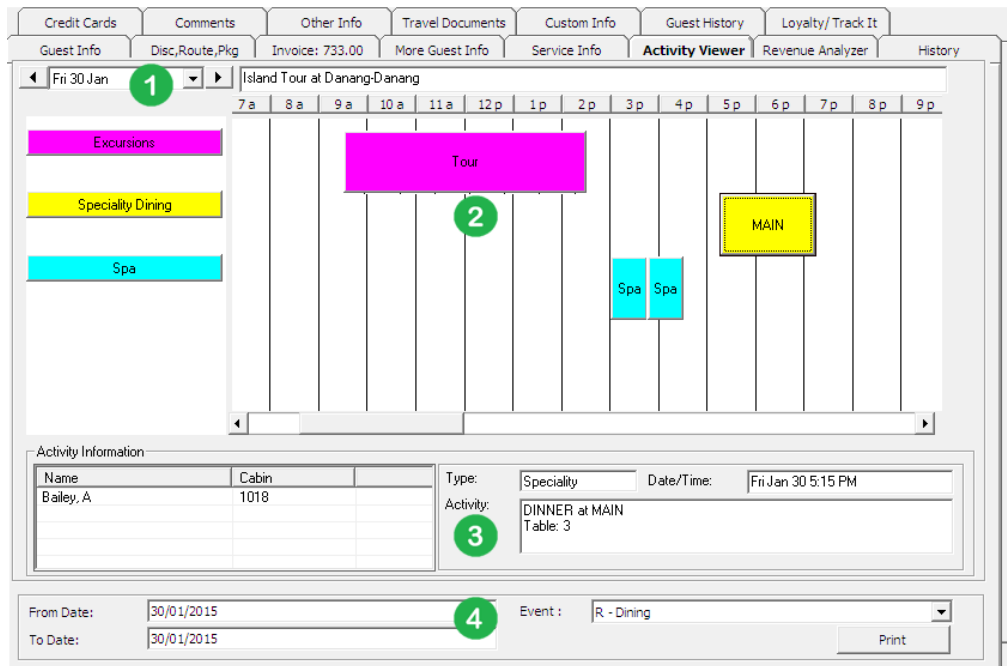 Credit Cards Comments Other Info Travel Documents Custom Info Guest History Loyalty/ Track It
Guest Info Disc,Route,Pkg Invoice: 733.00 More Guest Info Service Info Activity Viewer Revenue Analyzer History
Fri 30 Jan 1 Island Tour at Danang-Danang
7 a 8 a 9 a 10 a 11 a 12 p 1 p 2 p 3 p 4 p 5 p 6 p 7 p 8 p 9 p
Excursions
Tour
Speciality Dining
2
MAIN
Spa
Spa Spa
Activity Information
Name Cabin
Bailey, A 1018
Type: Speciality Date/Time: Fri Jan 30 5:15 PM
Activity: DINNER at MAIN
Table: 3
3
From Date: 30/01/2015 4 Event : R - Dining
To Date: 30/01/2015 Print